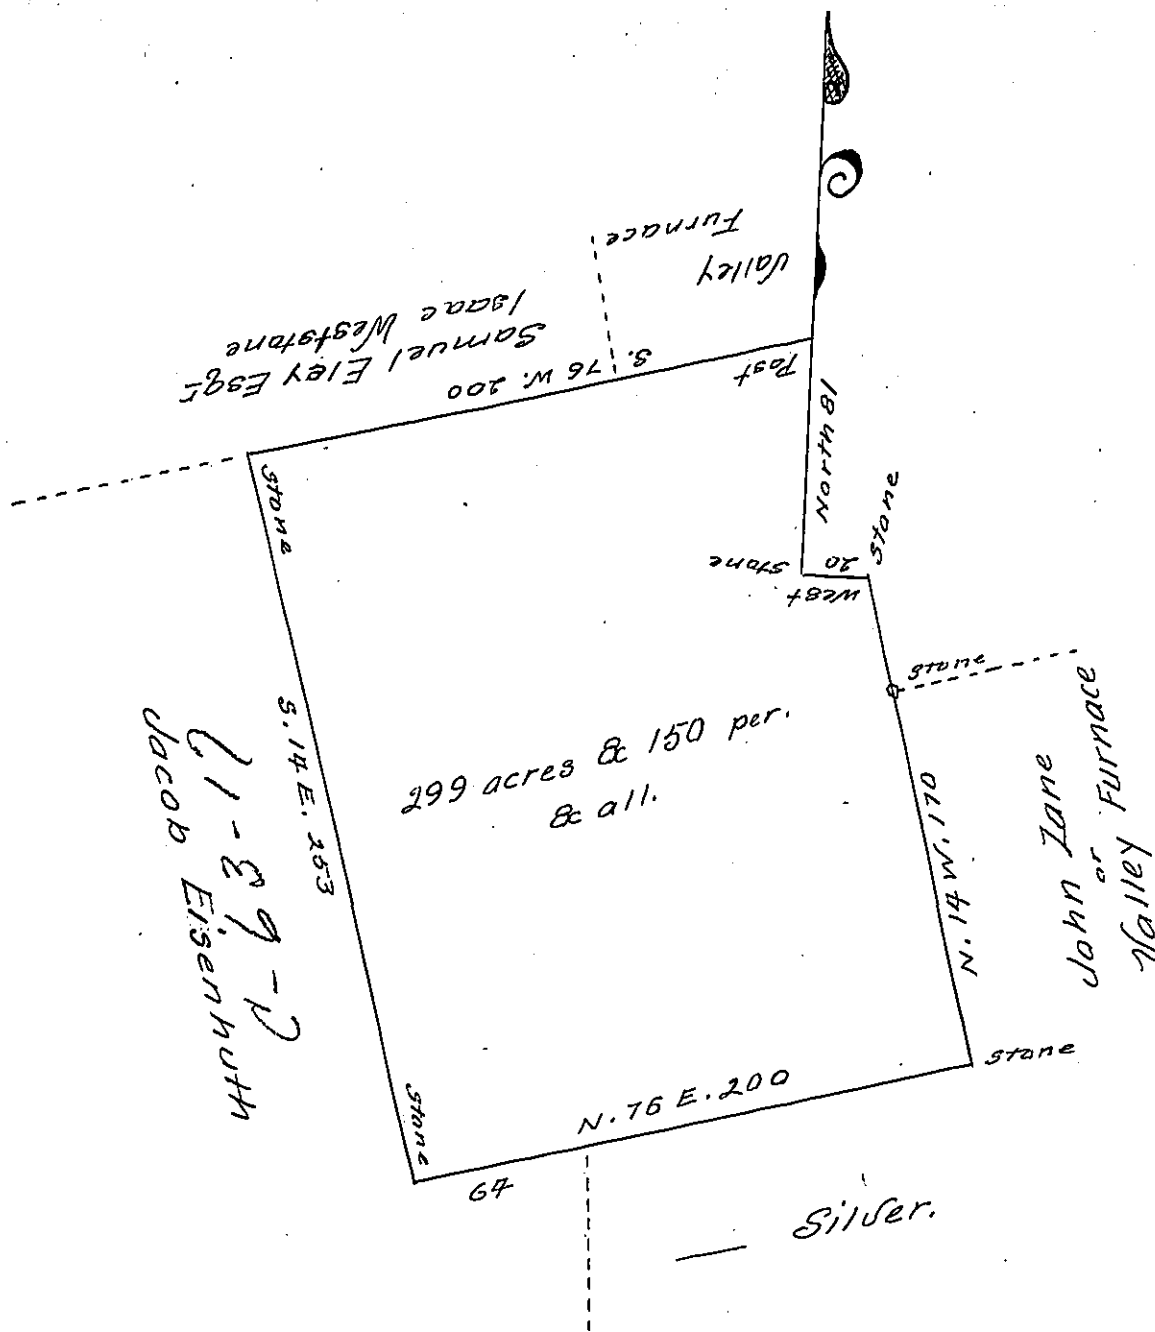 Valley
Furnace
Samuel Eley Esqr
Isaac Weststone
S. 76 W. 200
Post
North 81
Stone
20
West
Stone
Stone
Stone
S. 14 E. 253
299 acres & 150 per.
& all.
N. 14 W. 170
John Zane
or
Valley Furnace
C1-89-D
Jacob Eisenhuth
Stone
Stone
N. 76 E. 200
64
Silver.